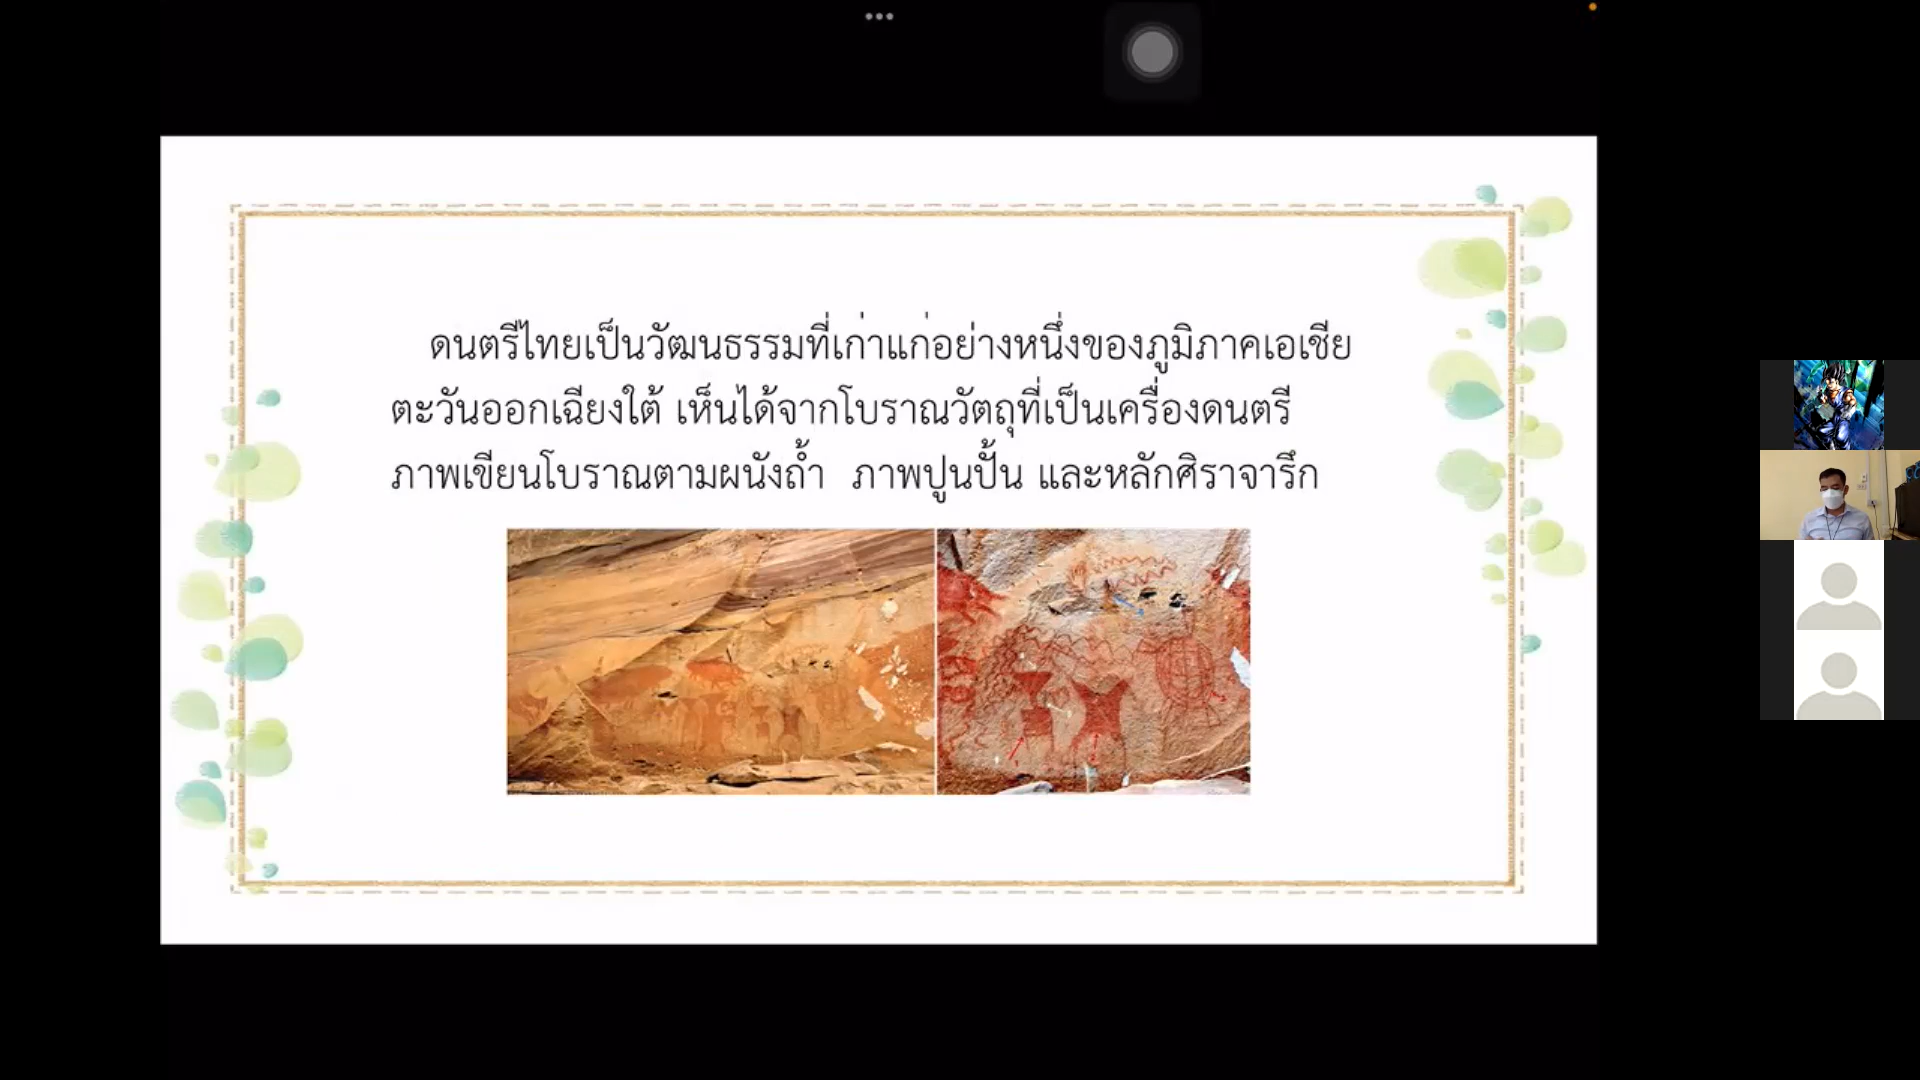 ดนตรีไทยเป็นวัฒนธรรมที่เก่าแก่อย่างหนึ่งของภูมิภาคเอเชีย
ตะวันออกเฉียงใต้ เห็นได้จากโบราณวัตถุที่เป็นเครื่องดนตรี
ภาพเขียนโบราณตามผนังถ้ำ ภาพปูนปั้น และหลักศิราจารึก